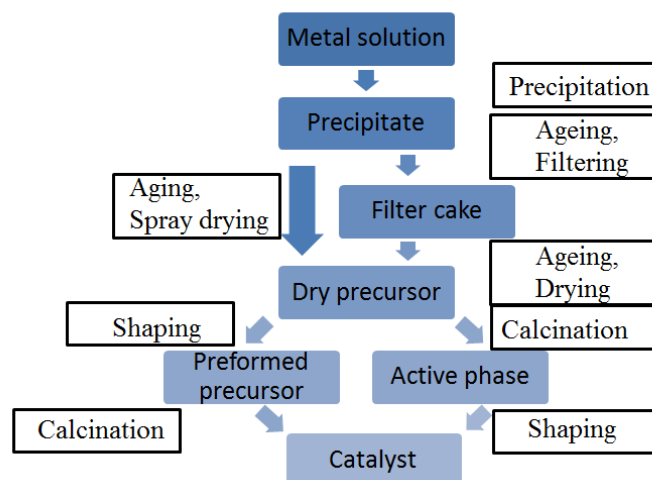 Metal solution
Precipitation
Precipitate
Ageing,
Filtering
Aging,
Spray drying
Filter cake
Ageing,
Drying
Dry precursor
Shaping
Calcination
Preformed
precursor
Active phase
Calcination
Shaping
Catalyst